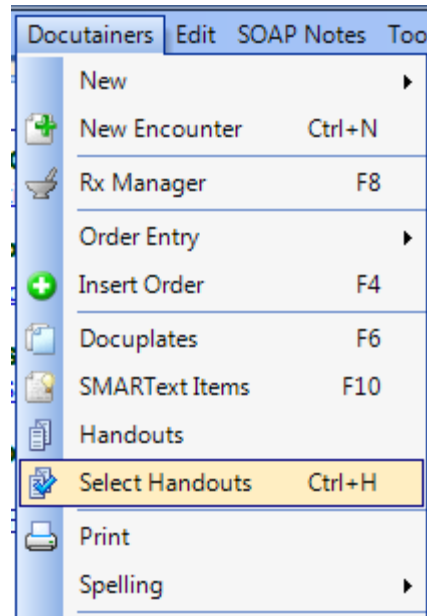 Docutainers Edit SOAP Notes Too
New
New Encounter Ctrl+N
Rx Manager F8
Order Entry
Insert Order F4
Docuplates F6
SMARText Items F10
Handouts
Select Handouts Ctrl+H
Print
Spelling